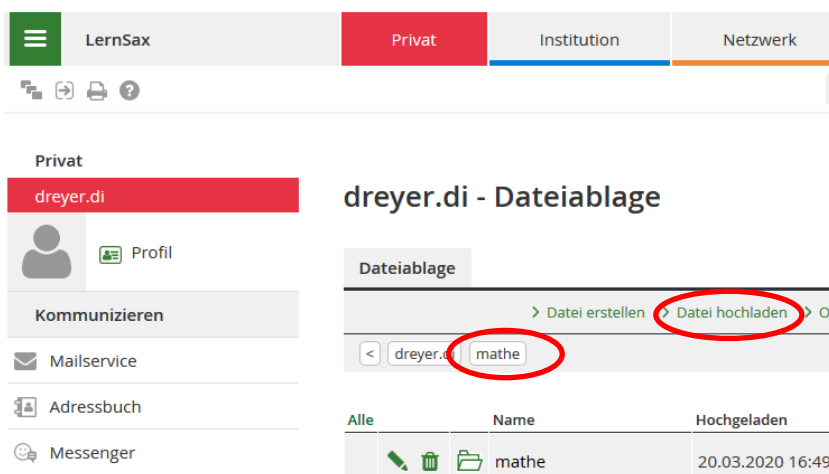 LernSax Privat Institution Netzwerk
Privat
dreyer.di
Profil
Kommunizieren
Mailservice
Adressbuch
Messenger
dreyer.di - Dateiablage
Dateiablage
> Datei erstellen > Datei hochladen > O
< dreyer.di mathe
Alle Name Hochgeladen
mathe 20.03.2020 16:49